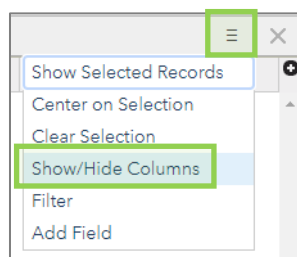 Show Selected Records
Center on Selection
Clear Selection
Show/Hide Columns
Filter
Add Field